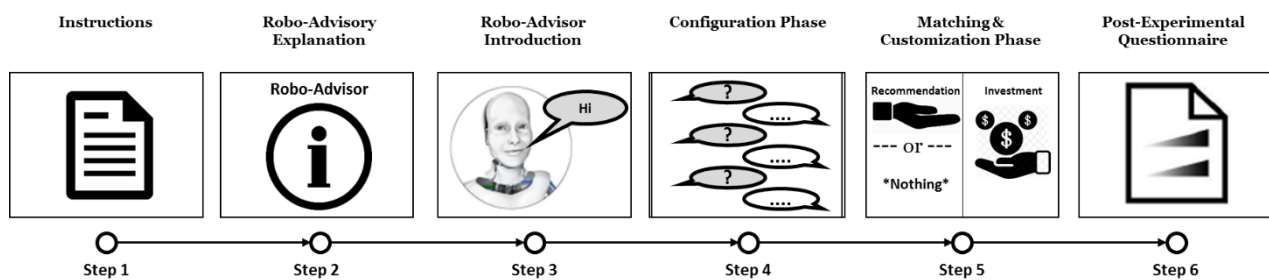 Instructions
Robo-Advisory
Explanation
Robo-Advisor
Introduction
Configuration Phase
Matching &
Customization Phase
Post-Experimental
Questionnaire
Robo-Advisor
i
Hi
?
....
?
....
?
....
Recommendation
--- or ---
*Nothing*
Investment
$ $
$
Step 1
Step 2
Step 3
Step 4
Step 5
Step 6